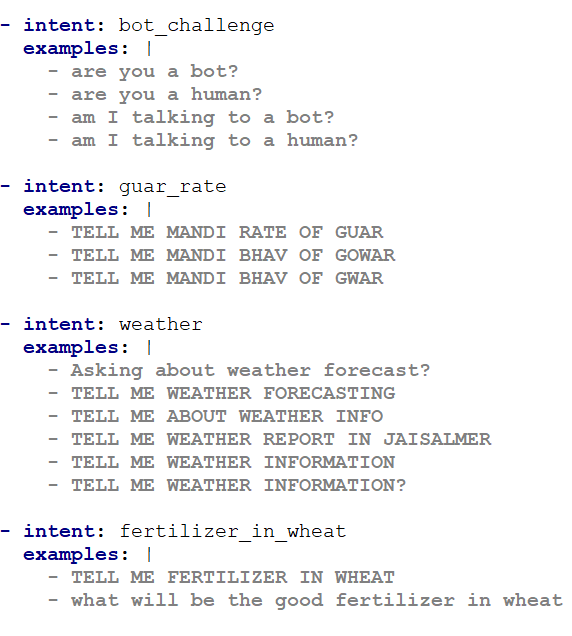 - intent: bot_challenge
  examples: |
    - are you a bot?
    - are you a human?
    - am I talking to a bot?
    - am I talking to a human?

- intent: guar_rate
  examples: |
    - TELL ME MANDI RATE OF GUAR
    - TELL ME MANDI BHAV OF GOWAR
    - TELL ME MANDI BHAV OF GWAR

- intent: weather
  examples: |
    - Asking about weather forecast?
    - TELL ME WEATHER FORECASTING
    - TELL ME ABOUT WEATHER INFO
    - TELL ME WEATHER REPORT IN JAISALMER
    - TELL ME WEATHER INFORMATION
    - TELL ME WEATHER INFORMATION?

- intent: fertilizer_in_wheat
  examples: |
    - TELL ME FERTILIZER IN WHEAT
    - what will be the good fertilizer in wheat